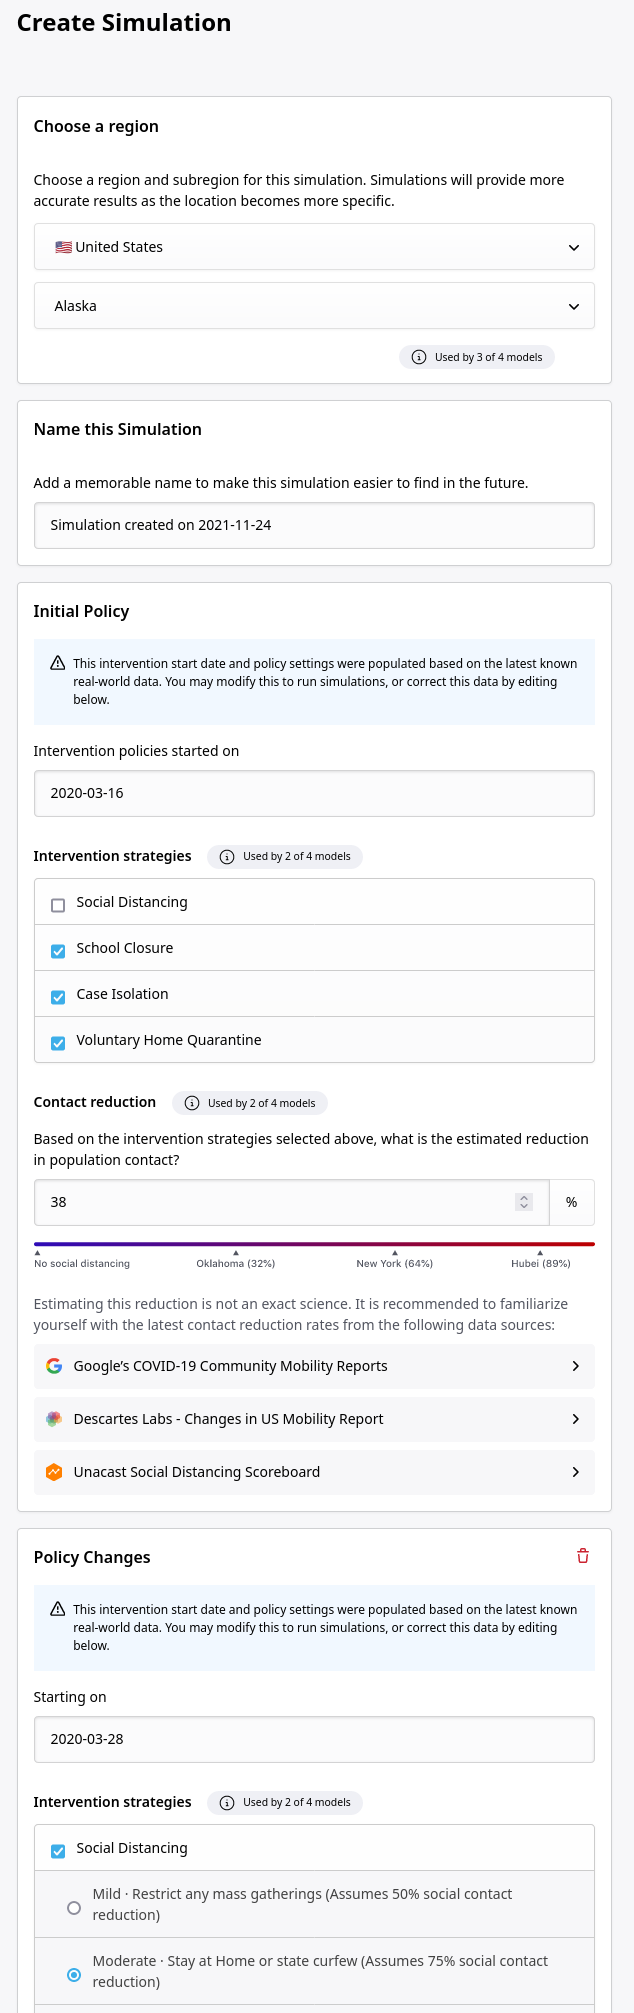 Create Simulation
Choose a region
Choose a region and subregion for this simulation. Simulations will provide more
accurate results as the location becomes more specific.
🇺🇸 United States
Alaska
Used by 3 of 4 models
Name this Simulation
Add a memorable name to make this simulation easier to find in the future.
Simulation created on 2021-11-24
Initial Policy
This intervention start date and policy settings were populated based on the latest known
real-world data. You may modify this to run simulations, or correct this data by editing
below.
Intervention policies started on
2020-03-16
Intervention strategies Used by 2 of 4 models
Social Distancing
School Closure
Case Isolation
Voluntary Home Quarantine
Contact reduction Used by 2 of 4 models
Based on the intervention strategies selected above, what is the estimated reduction
in population contact?
38 %
No social distancing Oklahoma (32%) New York (64%) Hubei (89%)
Estimating this reduction is not an exact science. It is recommended to familiarize
yourself with the latest contact reduction rates from the following data sources:
Google’s COVID-19 Community Mobility Reports
Descartes Labs - Changes in US Mobility Report
Unacast Social Distancing Scoreboard
Policy Changes
This intervention start date and policy settings were populated based on the latest known
real-world data. You may modify this to run simulations, or correct this data by editing
below.
Starting on
2020-03-28
Intervention strategies Used by 2 of 4 models
Social Distancing
Mild · Restrict any mass gatherings (Assumes 50% social contact
reduction)
Moderate · Stay at Home or state curfew (Assumes 75% social contact
reduction)